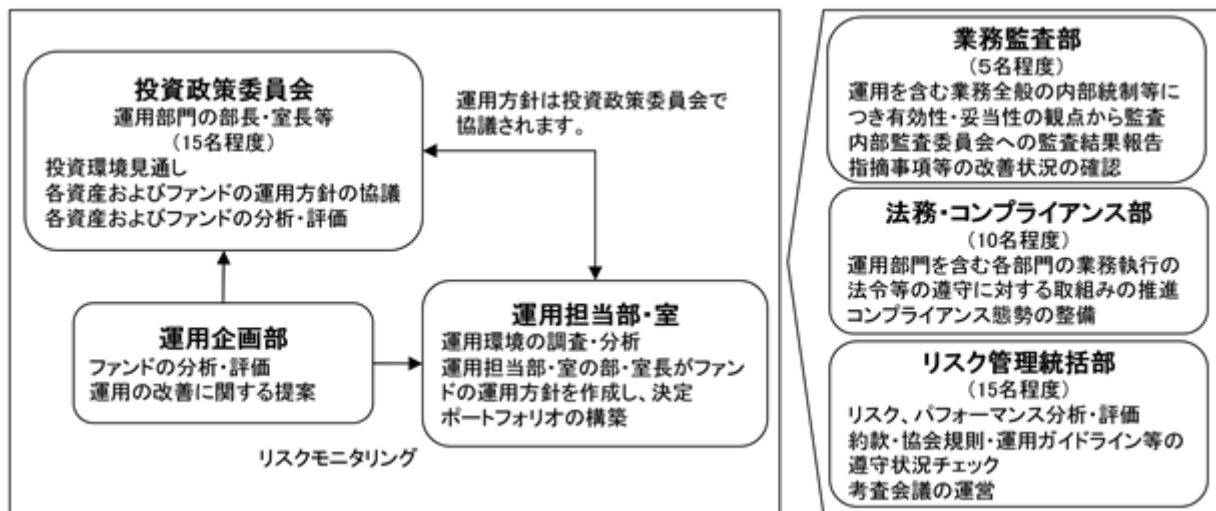 投資政策委員会
運用部門の部長・室長等
(15名程度)
投資環境見通し
各資産およびファンドの運用方針の協議
各資産およびファンドの分析・評価
運用方針は投資政策委員会で
協議されます。
運用企画部
ファンドの分析・評価
運用の改善に関する提案
運用担当部・室
運用環境の調査・分析
運用担当部・室の部・室長がファン
ドの運用方針を作成し、決定
ポートフォリオの構築
リスクモニタリング
業務監査部
(5名程度)
運用を含む業務全般の内部統制等に
つき有効性・妥当性の観点から監査
内部監査委員会への監査結果報告
指摘事項等の改善状況の確認
法務・コンプライアンス部
(10名程度)
運用部門を含む各部門の業務執行の
法令等の遵守に対する取組みの推進
コンプライアンス態勢の整備
リスク管理統括部
(15名程度)
リスク、パフォーマンス分析・評価
約款・協会規則・運用ガイドライン等の
遵守状況チェック
考査会議の運営